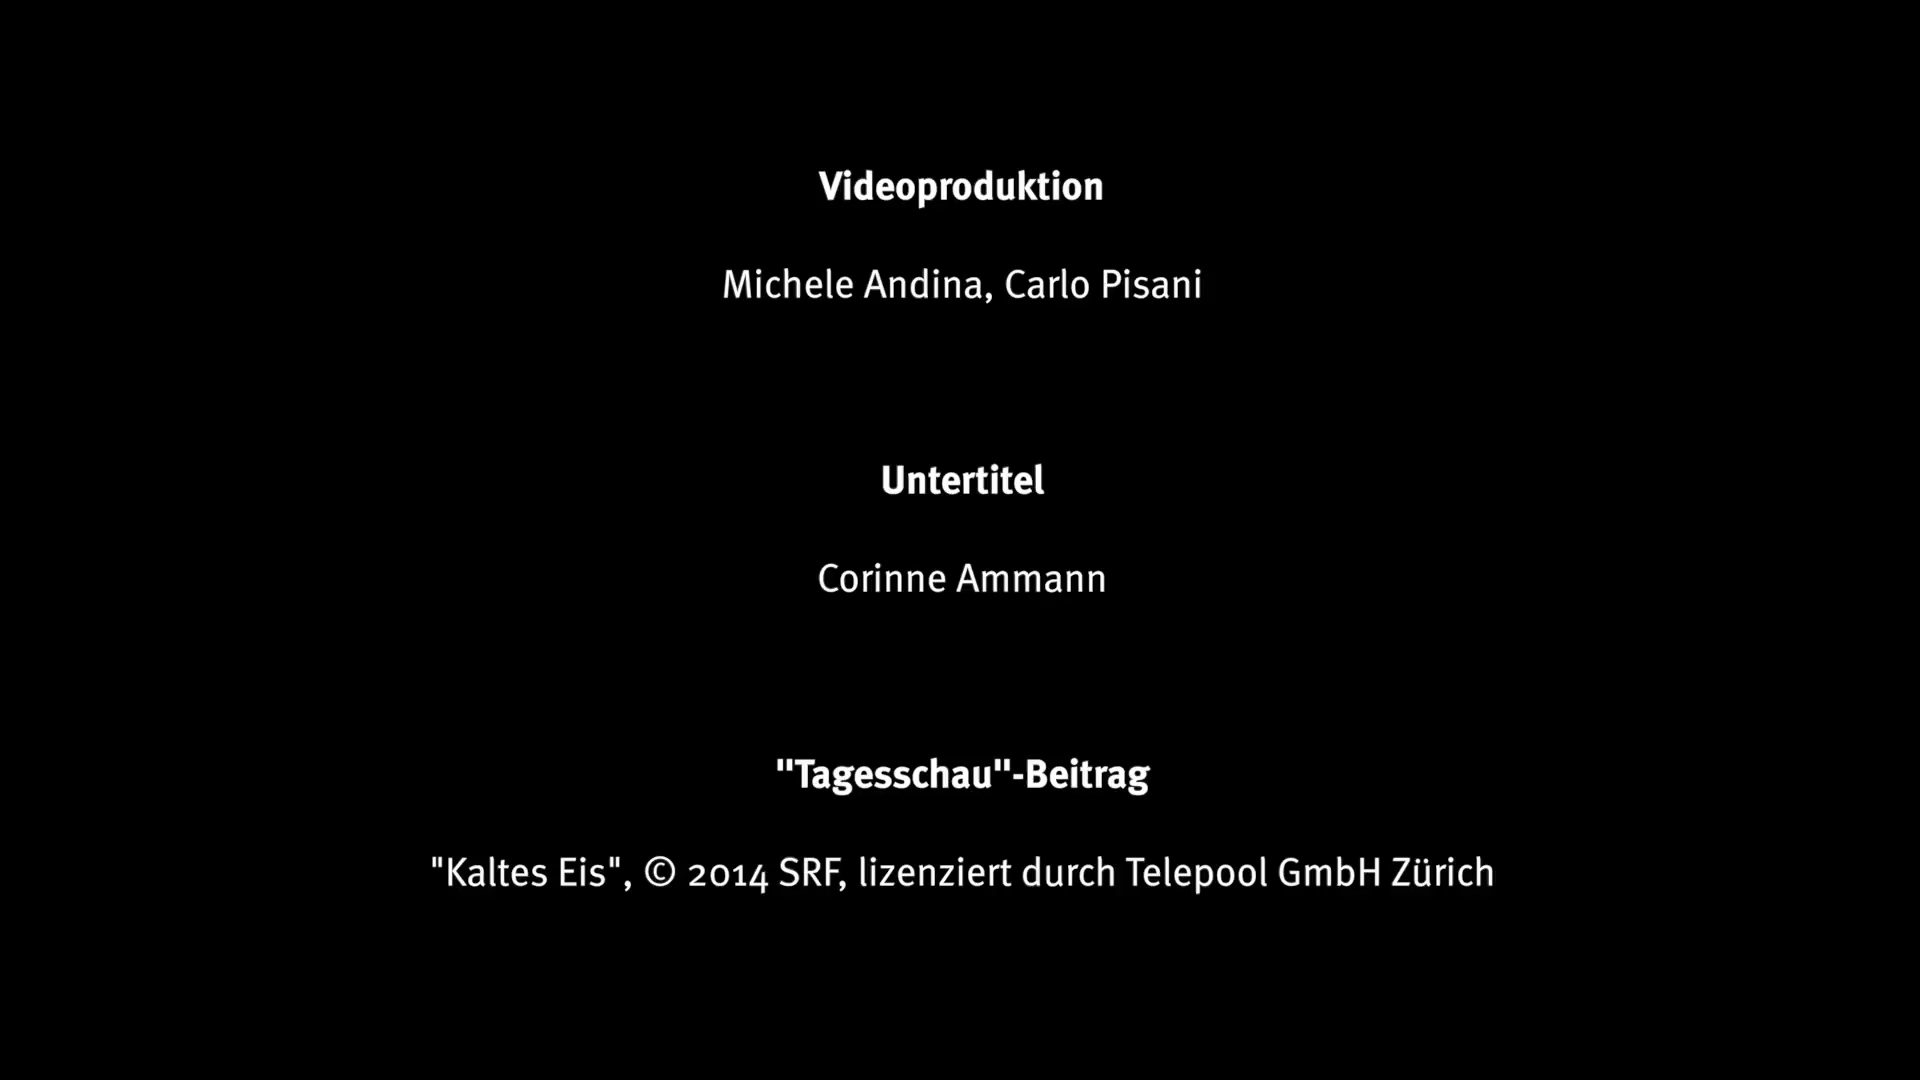 Videoproduktion
Michele Andina, Carlo Pisani
Untertitel
Corinne Ammann
"Tagesschau"-Beitrag
"Kaltes Eis", © 2014 SRF, lizenziert durch Telepool GmbH Zürich